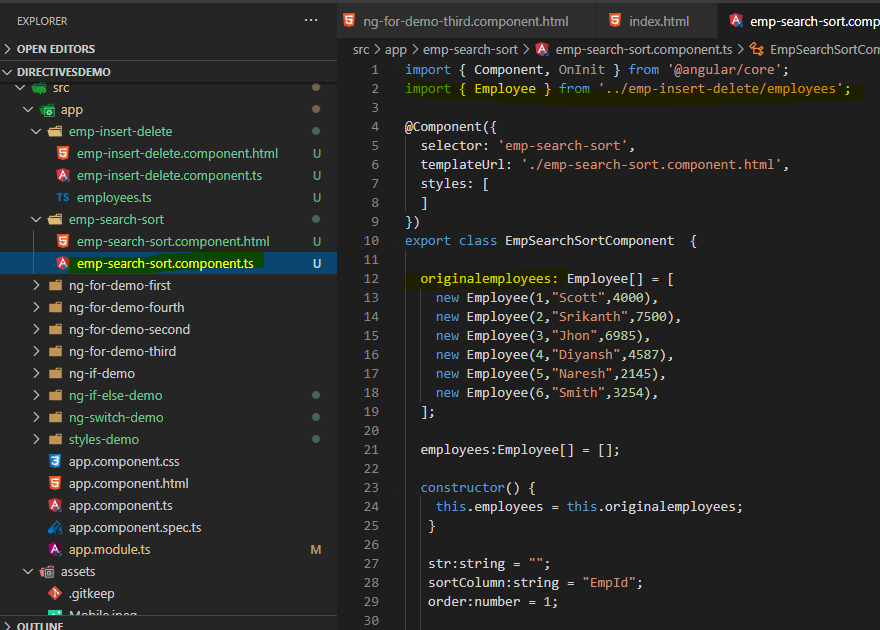 EXPLORER ...
OPEN EDITORS
DIRECTIVESDEMO
src
app
emp-insert-delete
emp-insert-delete.component.html U
emp-insert-delete.component.ts U
TS employees.ts U
emp-search-sort
emp-search-sort.component.html U
emp-search-sort.component.ts U
ng-for-demo-first
ng-for-demo-fourth
ng-for-demo-second
ng-for-demo-third
ng-if-demo
ng-if-else-demo
ng-switch-demo
styles-demo
app.component.css
app.component.html
app.component.ts
app.component.spec.ts
app.module.ts M
assets
.gitkeep
Mobile.jpeg
OUTLINE
ng-for-demo-third.component.html index.html emp-search-sort.comp
src > app > emp-search-sort > emp-search-sort.component.ts > EmpSearchSortCom
1 import { Component, OnInit } from '@angular/core';
2 import { Employee } from '../emp-insert-delete/employees';
3
4 @Component({
5 selector: 'emp-search-sort',
6 templateUrl: './emp-search-sort.component.html',
7 styles: [
8 ]
9 })
10 export class EmpSearchSortComponent {
11
12 originalemployees: Employee[] = [
13 new Employee(1,"Scott",4000),
14 new Employee(2,"Srikanth",7500),
15 new Employee(3,"Jhon",6985),
16 new Employee(4,"Diyansh",4587),
17 new Employee(5,"Naresh",2145),
18 new Employee(6,"Smith",3254),
19 ];
20
21 employees:Employee[] = [];
22
23 constructor() {
24 this.employees = this.originalemployees;
25 }
26
27 str:string = "";
28 sortColumn:string = "EmpId";
29 order:number = 1;
30